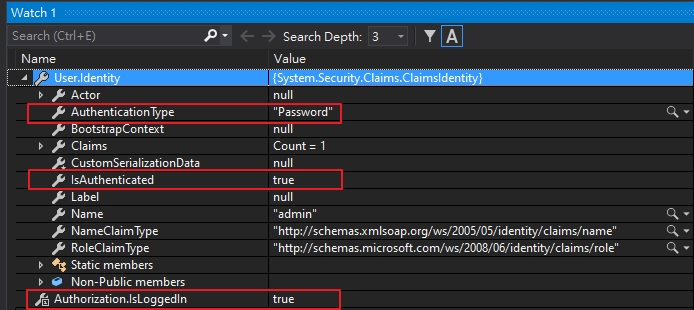 Watch 1
Search (Ctrl+E) Search Depth: 3 A
Name Value
User.Identity {System.Security.Claims.ClaimsIdentity}
Actor null
AuthenticationType "Password"
BootstrapContext null
Claims Count = 1
CustomSerializationData null
IsAuthenticated true
Label null
Name "admin"
NameClaimType "http://schemas.xmlsoap.org/ws/2005/05/identity/claims/name"
RoleClaimType "http://schemas.microsoft.com/ws/2008/06/identity/claims/role"
Static members
Non-Public members
Authorization.IsLoggedIn true